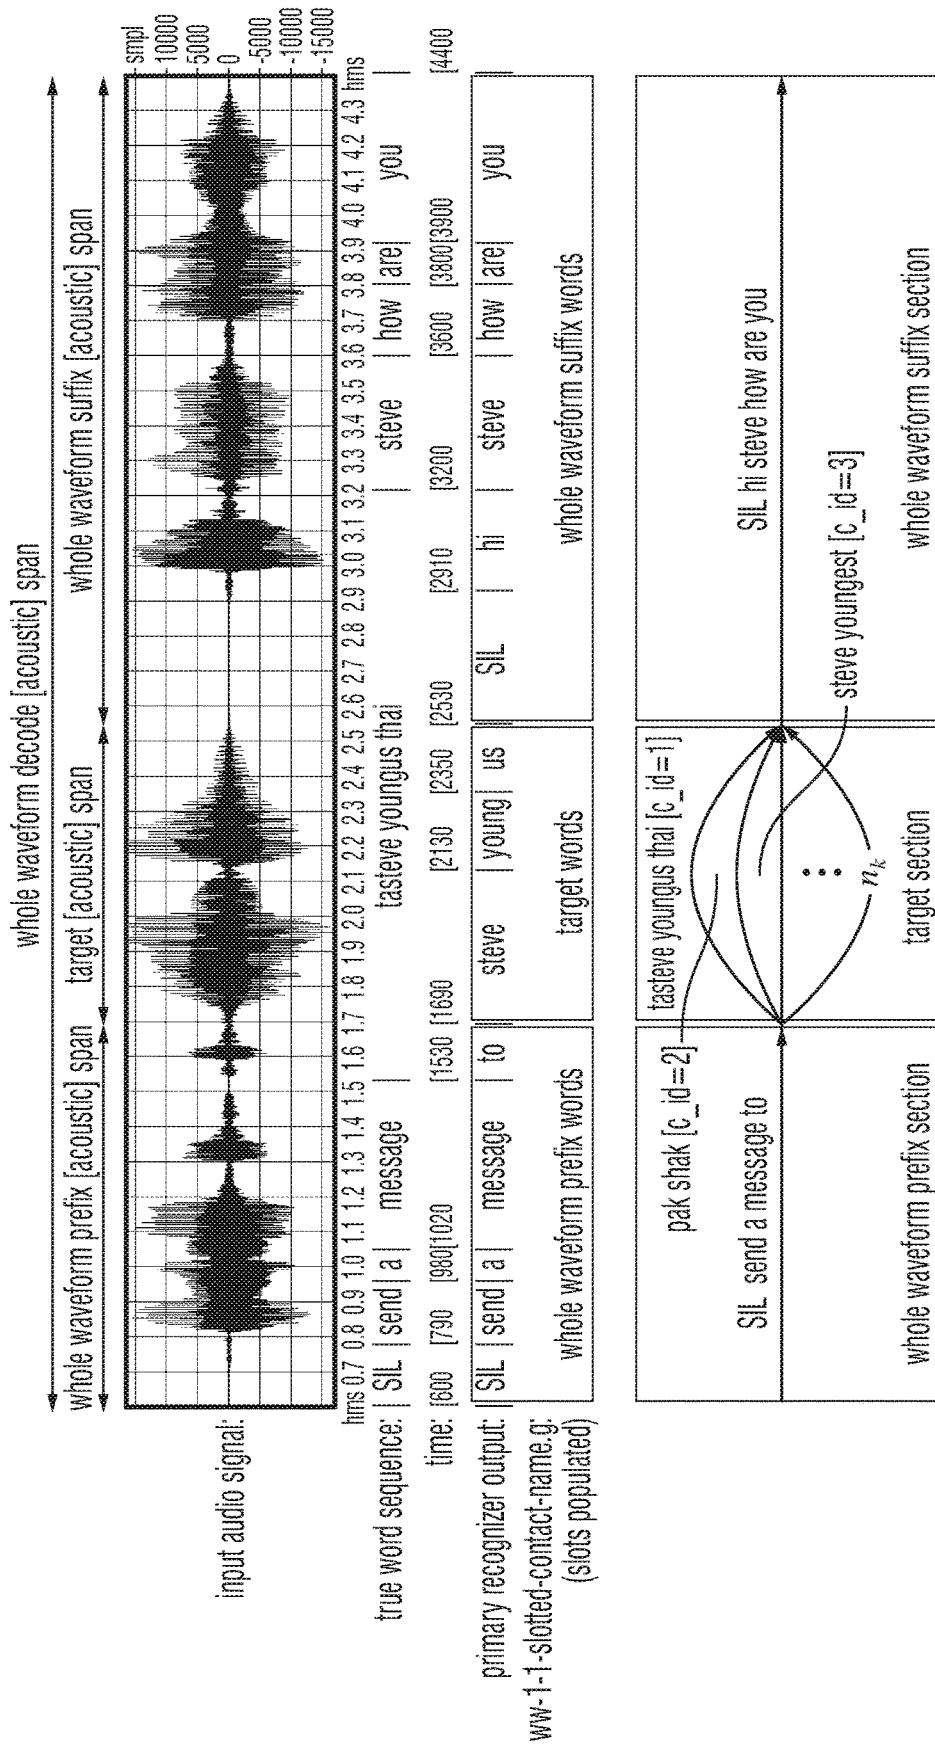 whole waveform decode [acoustic] span
whole waveform prefix [acoustic] span target [acoustic] span whole waveform suffix [acoustic] span
smpl
10000
5000
0
-5000
-10000
-15000
input audio signal:
hms 0.7 0.8 0.9 1.0 1.1 1.2 1.3 1.4 1.5 1.6 1.7 1.8 1.9 2.0 2.1 2.2 2.3 2.4 2.5 2.6 2.7 2.8 2.9 3.0 3.1 3.2 3.3 3.4 3.5 3.6 3.7 3.8 3.9 4.0 4.1 4.2 4.3 hms
true word sequence: | SIL | send | a | message | tasteve youngus thai | steve | how |are| you |
time: [600 [790 [980[1020 [1530 [1690 [2130 [2350 [2530 [2910 [3200 [3600 [3800[3900 [4400
primary recognizer output: | SIL | send | a | message | to | steve | young | us | SIL | hi | steve | how |are| you |
ww-1-1-slotted-contact-name.g:
(slots populated)
whole waveform prefix words target words whole waveform suffix words
tasteve youngus thai [c_id=1]
pak shak [c_id=2]
SIL send a message to
SIL hi steve how are you
steve youngest [c_id=3]
n_k
whole waveform prefix section target section whole waveform suffix section